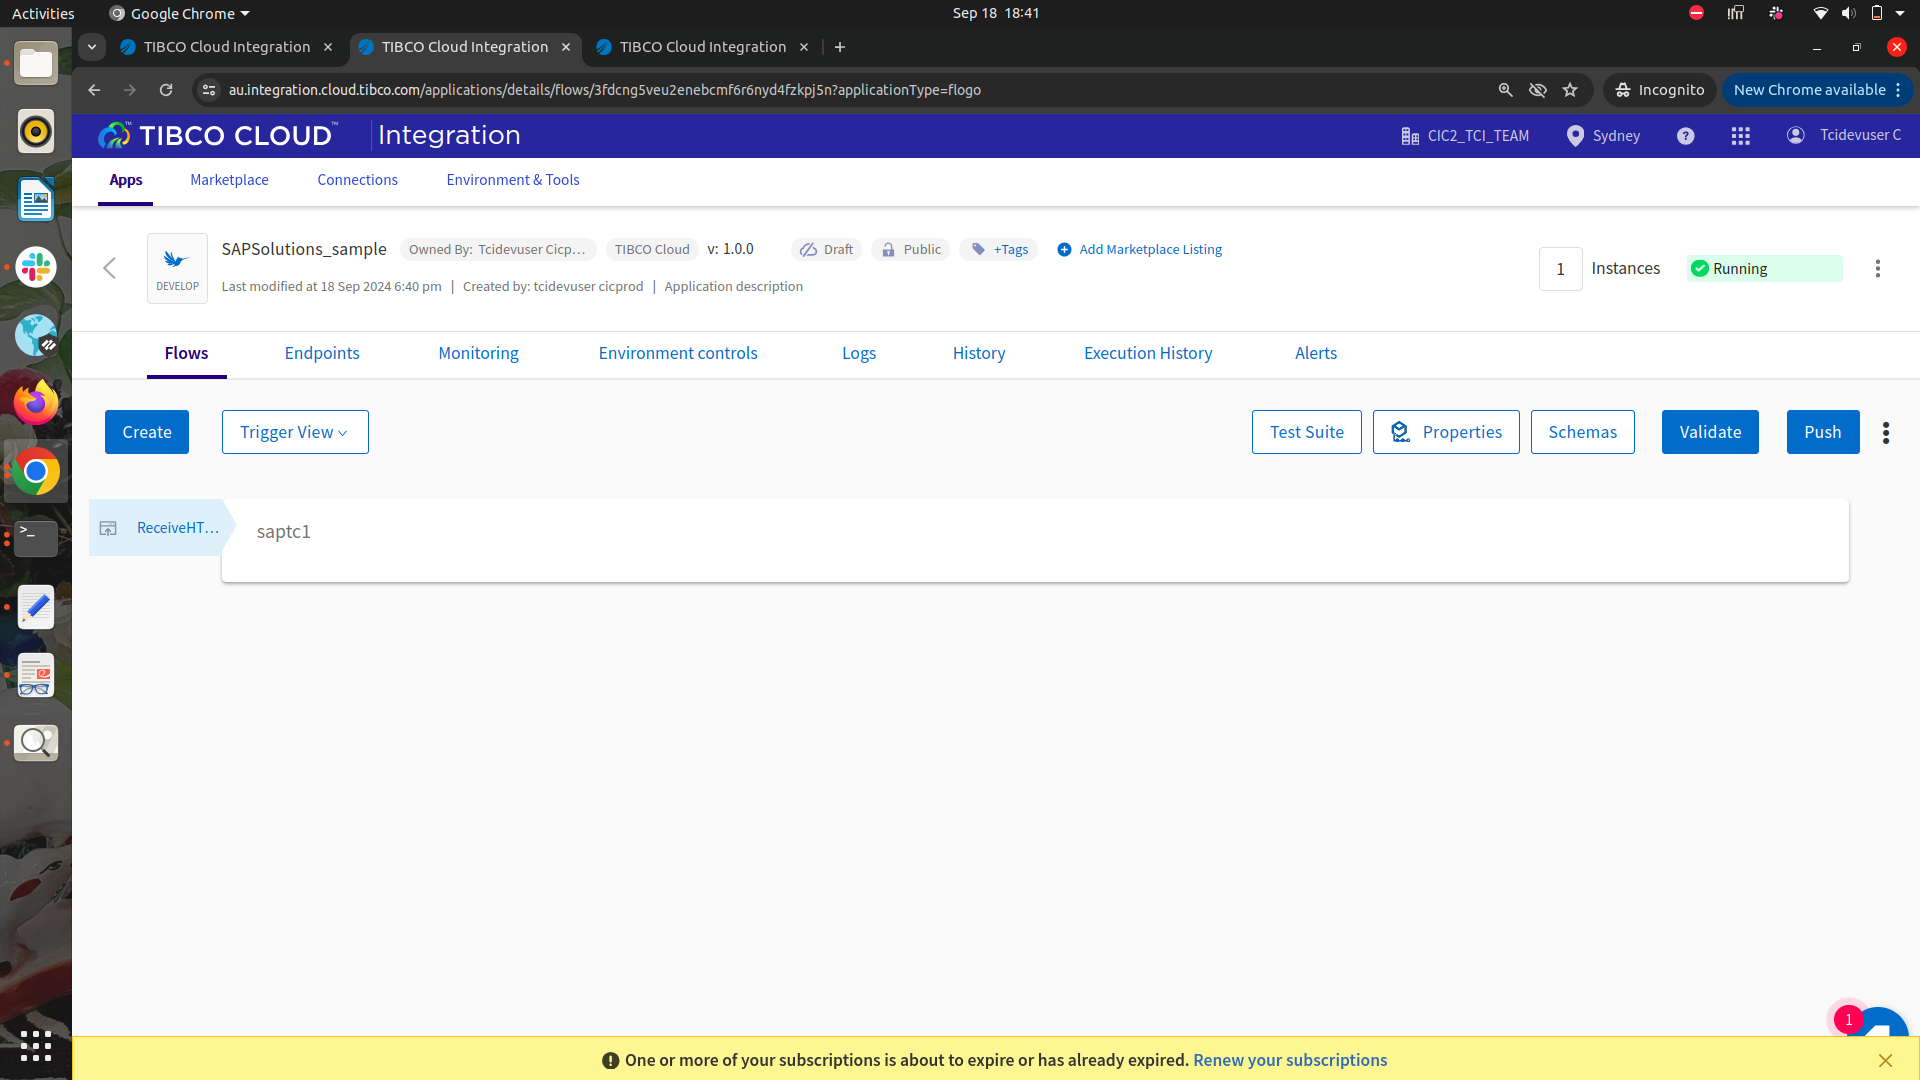 Activities
Google Chrome
Sep 18 18:41
TIBCO Cloud Integration
TIBCO Cloud Integration
TIBCO Cloud Integration
au.integration.cloud.tibco.com/applications/details/flows/3fdcng5veu2enebcmf6r6nyd4fzkpj5n?applicationType=flogo
Incognito
New Chrome available
TIBCO CLOUD™ Integration
CIC2_TCI_TEAM
Sydney
Tcidevuser C
Apps
Marketplace
Connections
Environment & Tools
DEVELOP
SAPSolutions_sample
Owned By: Tcidevuser Cicp...
TIBCO Cloud
v: 1.0.0
Draft
Public
+Tags
Add Marketplace Listing
Last modified at 18 Sep 2024 6:40 pm | Created by: tcidevuser cicprod | Application description
1
Instances
Running
Flows
Endpoints
Monitoring
Environment controls
Logs
History
Execution History
Alerts
Create
Trigger View
Test Suite
Properties
Schemas
Validate
Push
ReceiveHT...
saptc1
1
One or more of your subscriptions is about to expire or has already expired. Renew your subscriptions